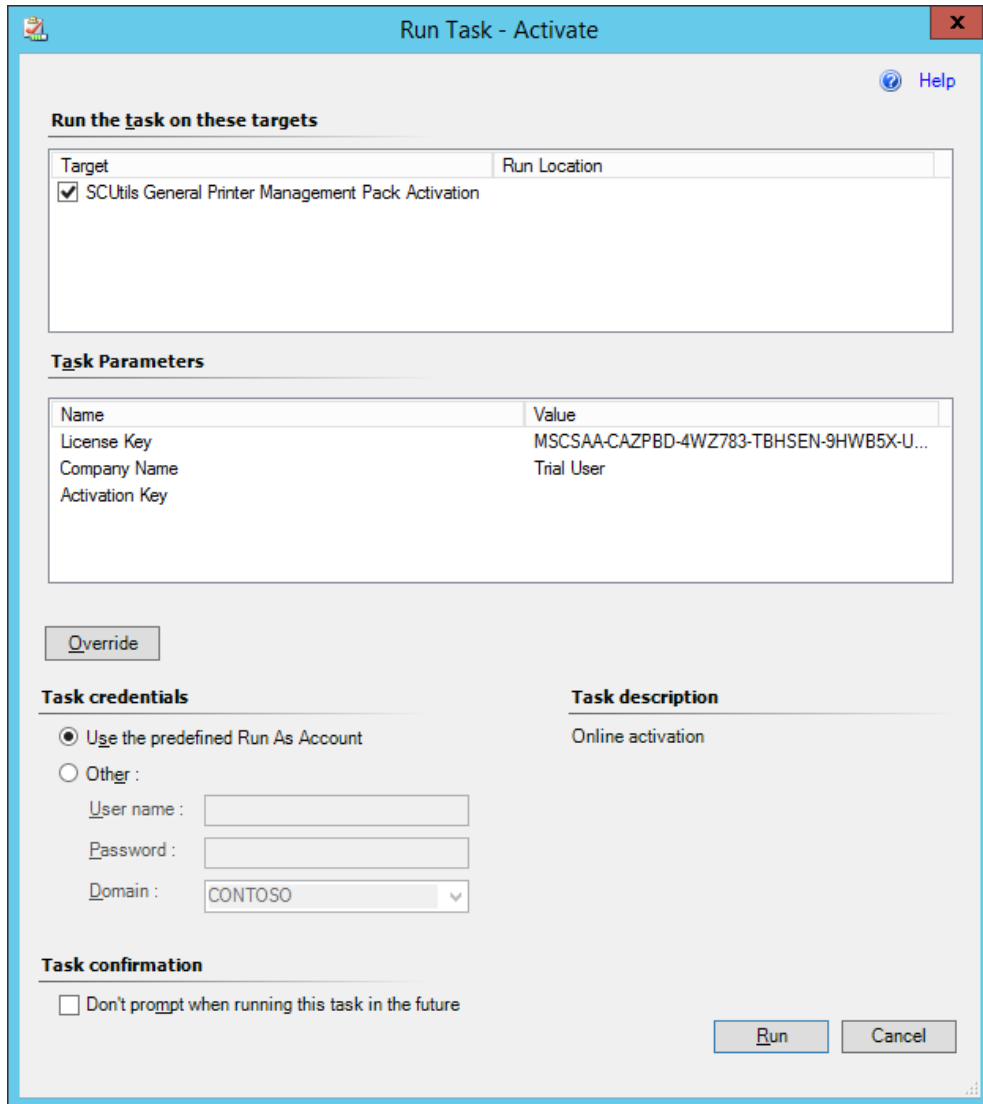 Run Task - Activate
x
Help
Run the task on these targets
Target Run Location
SCUtils General Printer Management Pack Activation
Task Parameters
Name Value
License Key MSCSAA-CAZPBD-4WZ783-TBHSEN-9HWB5X-U...
Company Name Trial User
Activation Key
Override
Task credentials Task description
Use the predefined Run As Account Online activation
Other :
User name :
Password :
Domain : CONTOSO
Task confirmation
Don't prompt when running this task in the future
Run Cancel